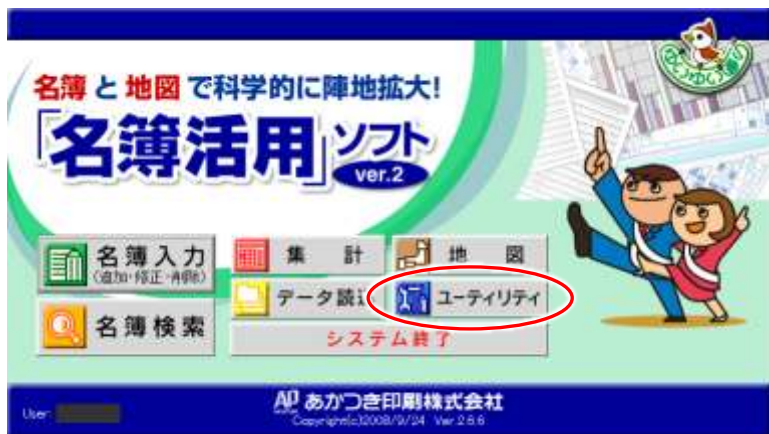 名簿と地図で科学的に陣地拡大!
「名簿活用」ソフト
ver.2
名簿入力
(追加・修正・削除)
集 計
地 図
データ読込
ユーティリティ
名簿検索
システム終了
User:
AP あかつき印刷株式会社
Copyright(c)2008/9/24 Ver 2.6.6